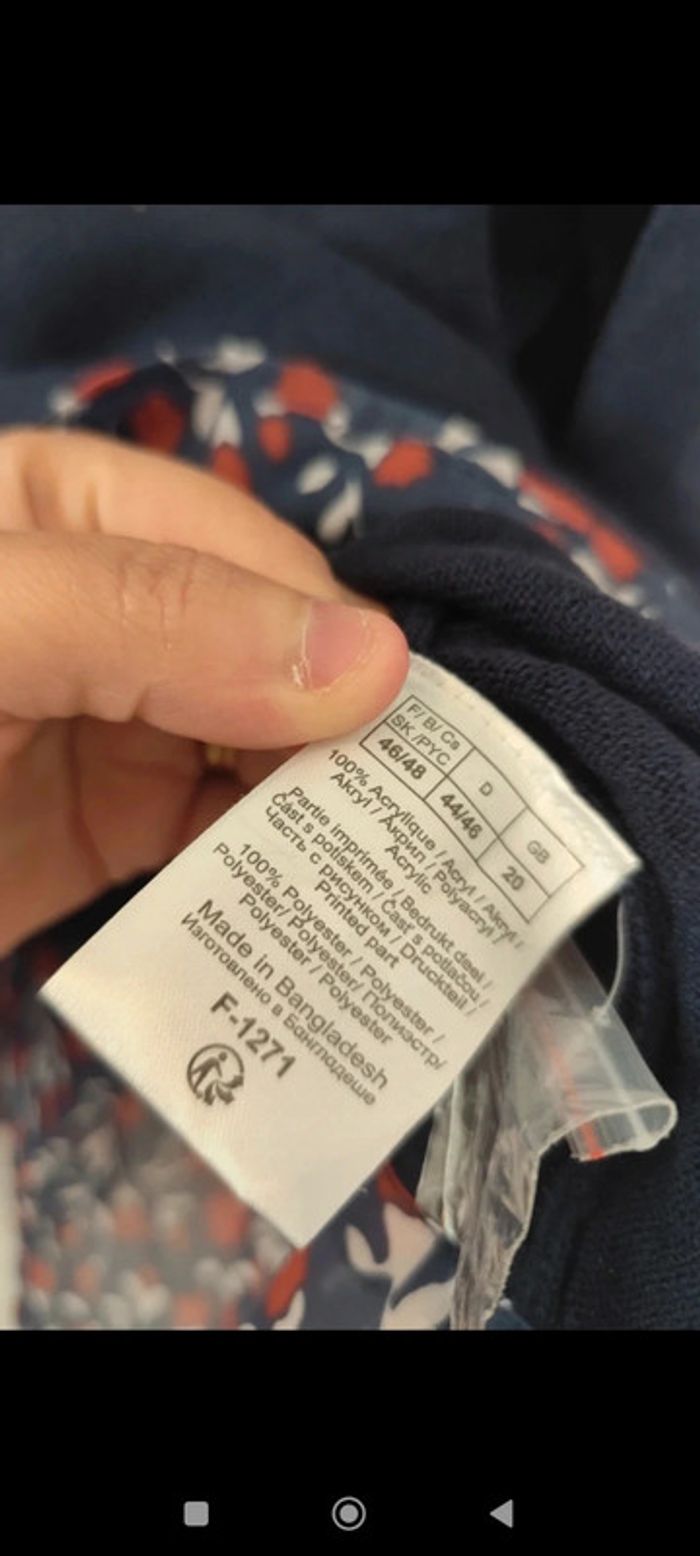 F/ B/ Ca
SK /PYC
D
GB
46/48
44/46
20
100% Acrylique / Acryl / Akryl /
Akryl / Акрил / Polyacryl /
Acrylic
Partie imprimée / Bedrukt deel /
Část s potiskem / Časť s potlačou /
Часть с рисунком / Druckteil /
Printed part
100% Polyester / Polyester /
Polyester/ Polyester/ Полиэстр/
Polyester / Polyester
Made in Bangladesh
Изготовлено в Бангладеше
F-1271